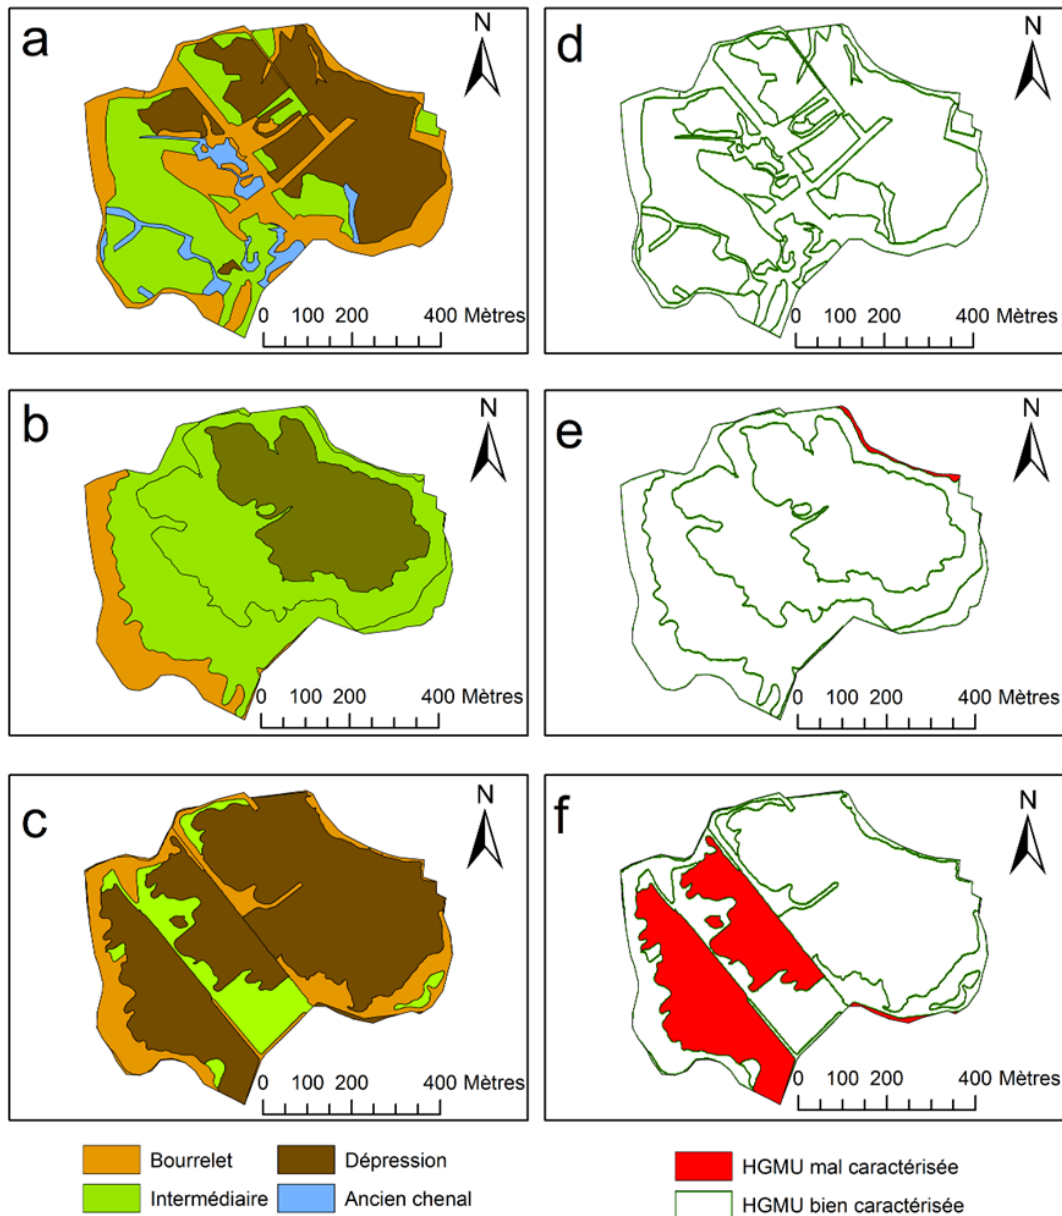 a
N
0 100 200 400 Mètres
d
N
0 100 200 400 Mètres
b
N
0 100 200 400 Mètres
e
N
0 100 200 400 Mètres
c
N
0 100 200 400 Mètres
f
N
0 100 200 400 Mètres
Bourrelet
Dépression
Intermédiaire
Ancien chenal
HGMU mal caractérisée
HGMU bien caractérisée